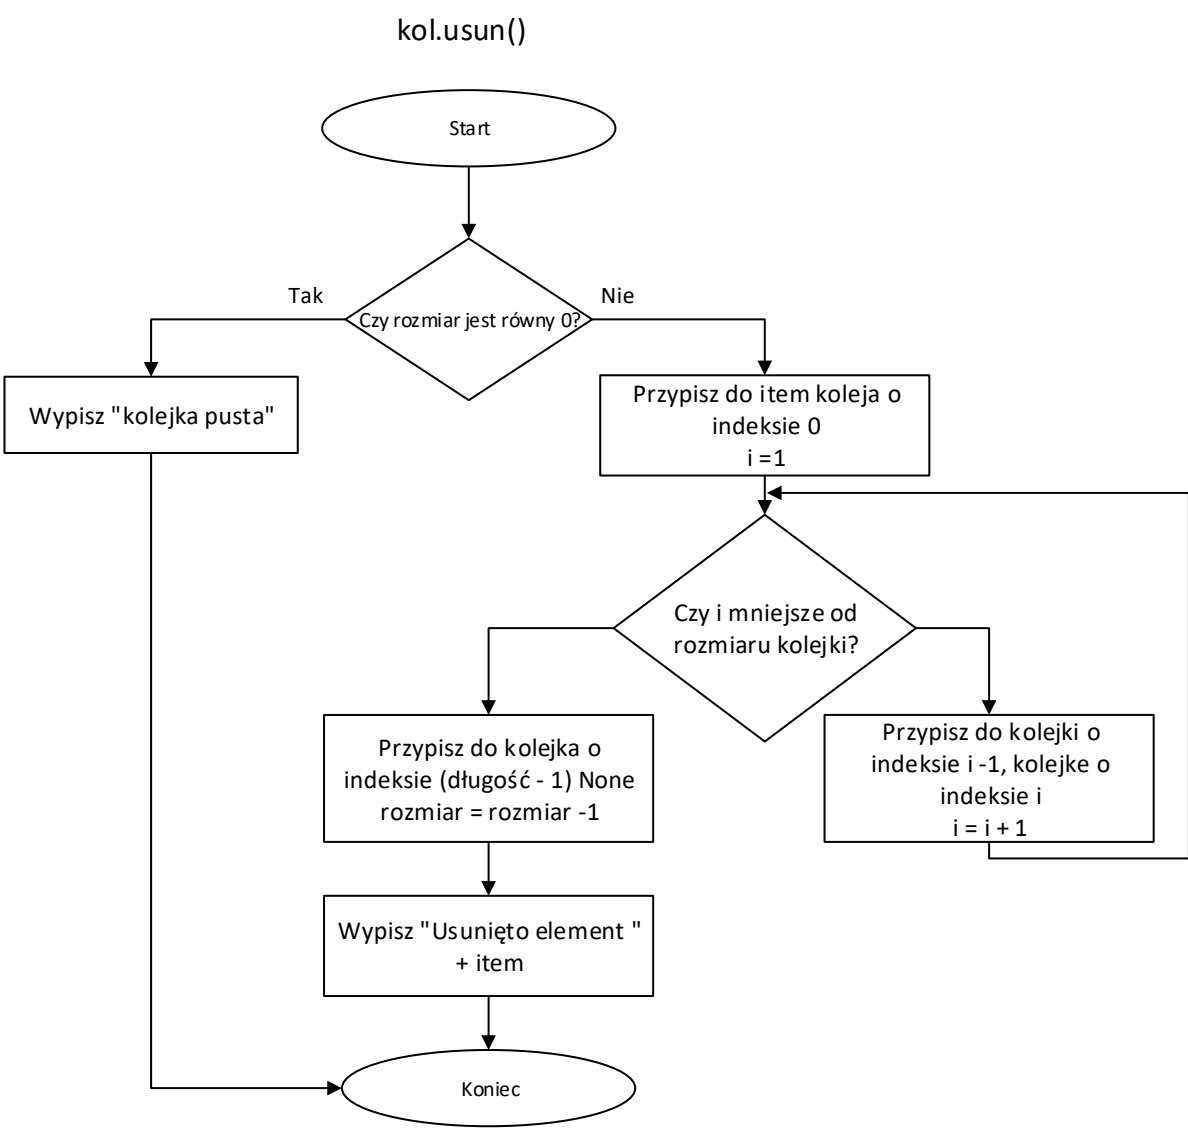 kol.usun()
Start
Tak
Nie
Czy rozmiar jest równy 0?
Wypisz "kolejka pusta"
Przypisz do item koleja o
indeksie 0
i =1
Czy i mniejsze od
rozmiaru kolejki?
Przypisz do kolejka o
indeksie (długość - 1) None
rozmiar = rozmiar -1
Przypisz do kolejki o
indeksie i -1, kolejke o
indeksie i
i = i + 1
Wypisz "Usunięto element "
+ item
Koniec